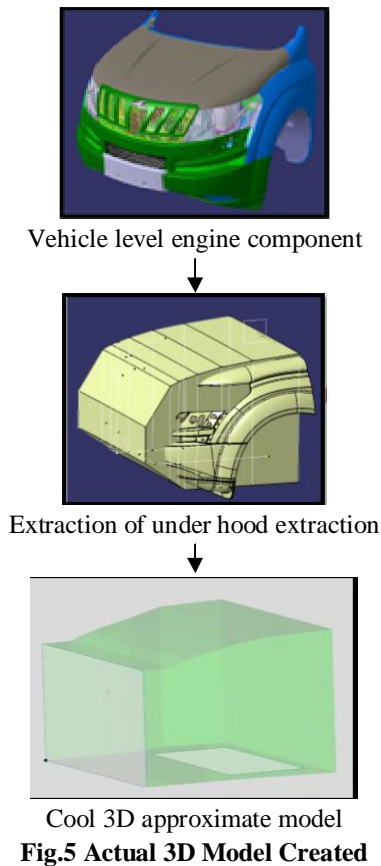 Vehicle level engine component
Extraction of under hood extraction
Cool 3D approximate model
Fig.5 Actual 3D Model Created